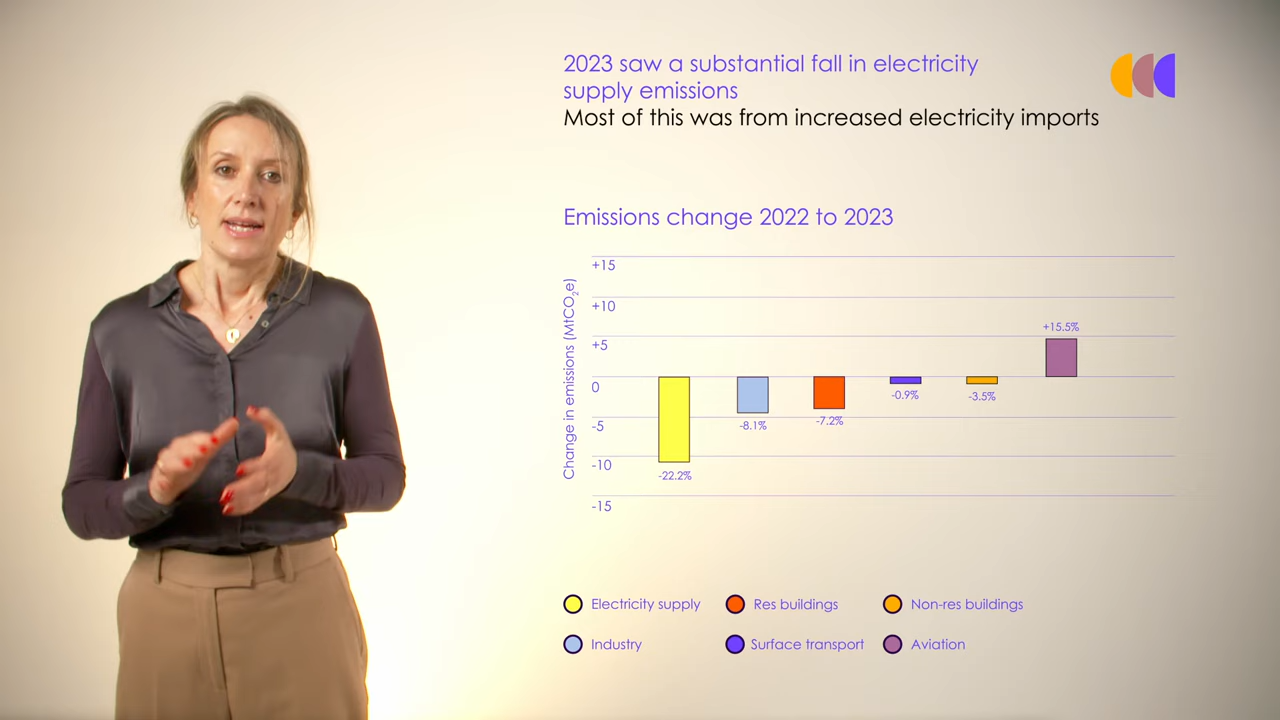 2023 saw a substantial fall in electricity
supply emissions
Most of this was from increased electricity imports
Emissions change 2022 to 2023
Change in emissions (MtCO2e)
+15
+10
+5
0
-5
-10
-15
-22.2%
-8.1%
-7.2%
-0.9%
-3.5%
+15.5%
Electricity supply
Res buildings
Non-res buildings
Industry
Surface transport
Aviation